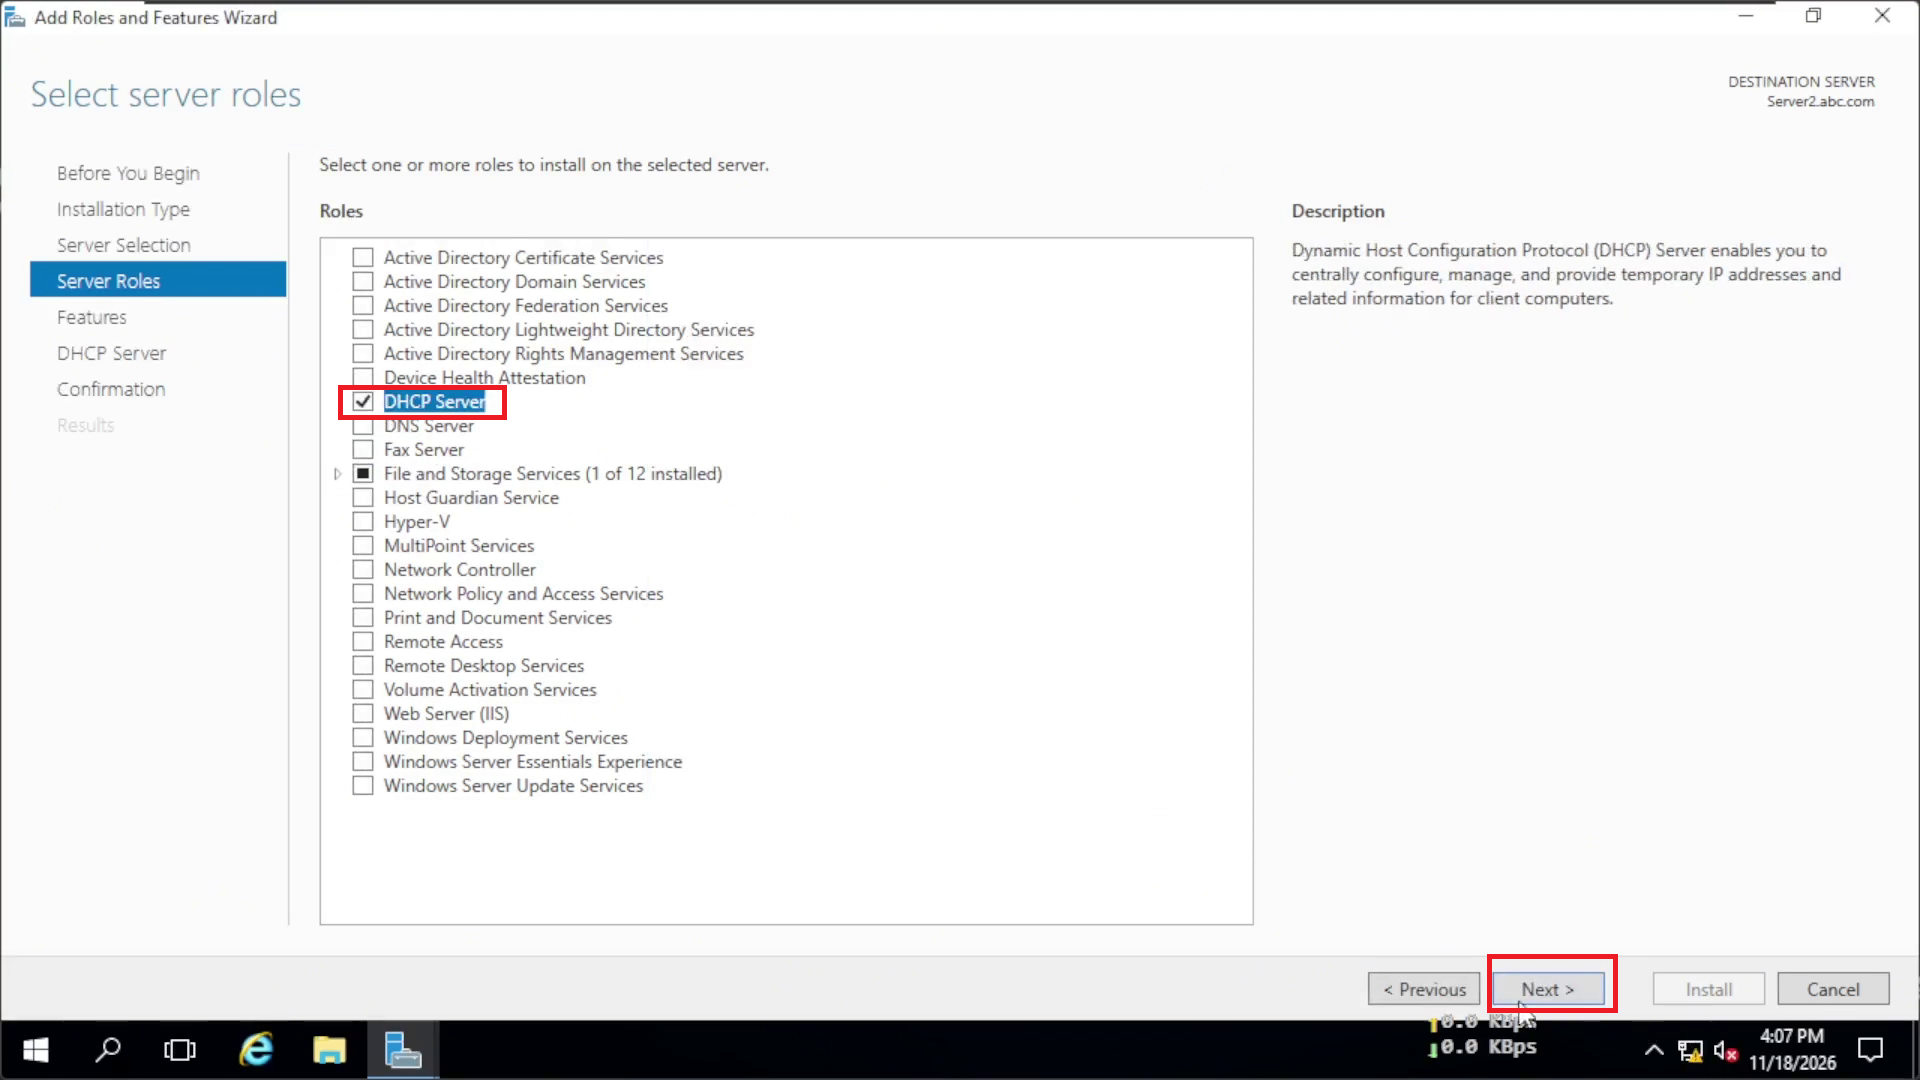 Add Roles and Features Wizard
Select server roles
DESTINATION SERVER
Server2.abc.com
Before You Begin
Installation Type
Server Selection
Server Roles
Features
DHCP Server
Confirmation
Results
Select one or more roles to install on the selected server.
Roles
Active Directory Certificate Services
Active Directory Domain Services
Active Directory Federation Services
Active Directory Lightweight Directory Services
Active Directory Rights Management Services
Device Health Attestation
DHCP Server
DNS Server
Fax Server
File and Storage Services (1 of 12 installed)
Host Guardian Service
Hyper-V
MultiPoint Services
Network Controller
Network Policy and Access Services
Print and Document Services
Remote Access
Remote Desktop Services
Volume Activation Services
Web Server (IIS)
Windows Deployment Services
Windows Server Essentials Experience
Windows Server Update Services
Description
Dynamic Host Configuration Protocol (DHCP) Server enables you to
centrally configure, manage, and provide temporary IP addresses and
related information for client computers.
< Previous
Next >
Install
Cancel
0.0 KBps
0.0 KBps
4:07 PM
11/18/2026